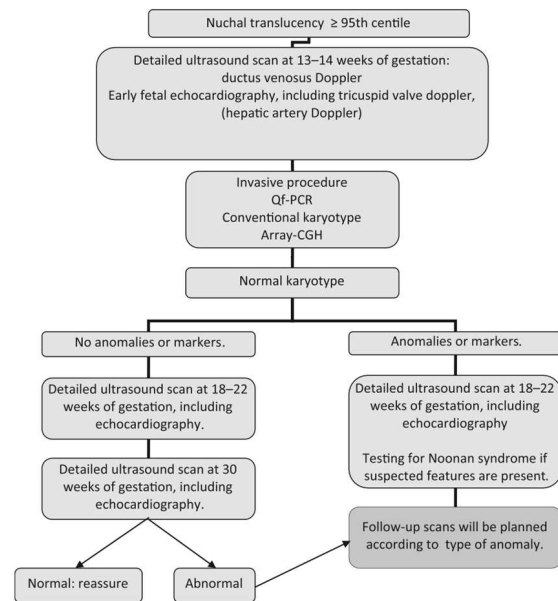 Nuchal translucency ≥ 95th centile
Detailed ultrasound scan at 13–14 weeks of gestation:
ductus venosus Doppler
Early fetal echocardiography, including tricuspid valve doppler,
(hepatic artery Doppler)
Invasive procedure
Qf-PCR
Conventional karyotype
Array-CGH
Normal karyotype
No anomalies or markers.
Anomalies or markers.
Detailed ultrasound scan at 18–22
weeks of gestation, including
echocardiography.
Detailed ultrasound scan at 18–22
weeks of gestation, including
echocardiography
Testing for Noonan syndrome if
suspected features are present.
Detailed ultrasound scan at 30
weeks of gestation, including
echocardiography.
Follow-up scans will be planned
according to type of anomaly.
Normal: reassure
Abnormal